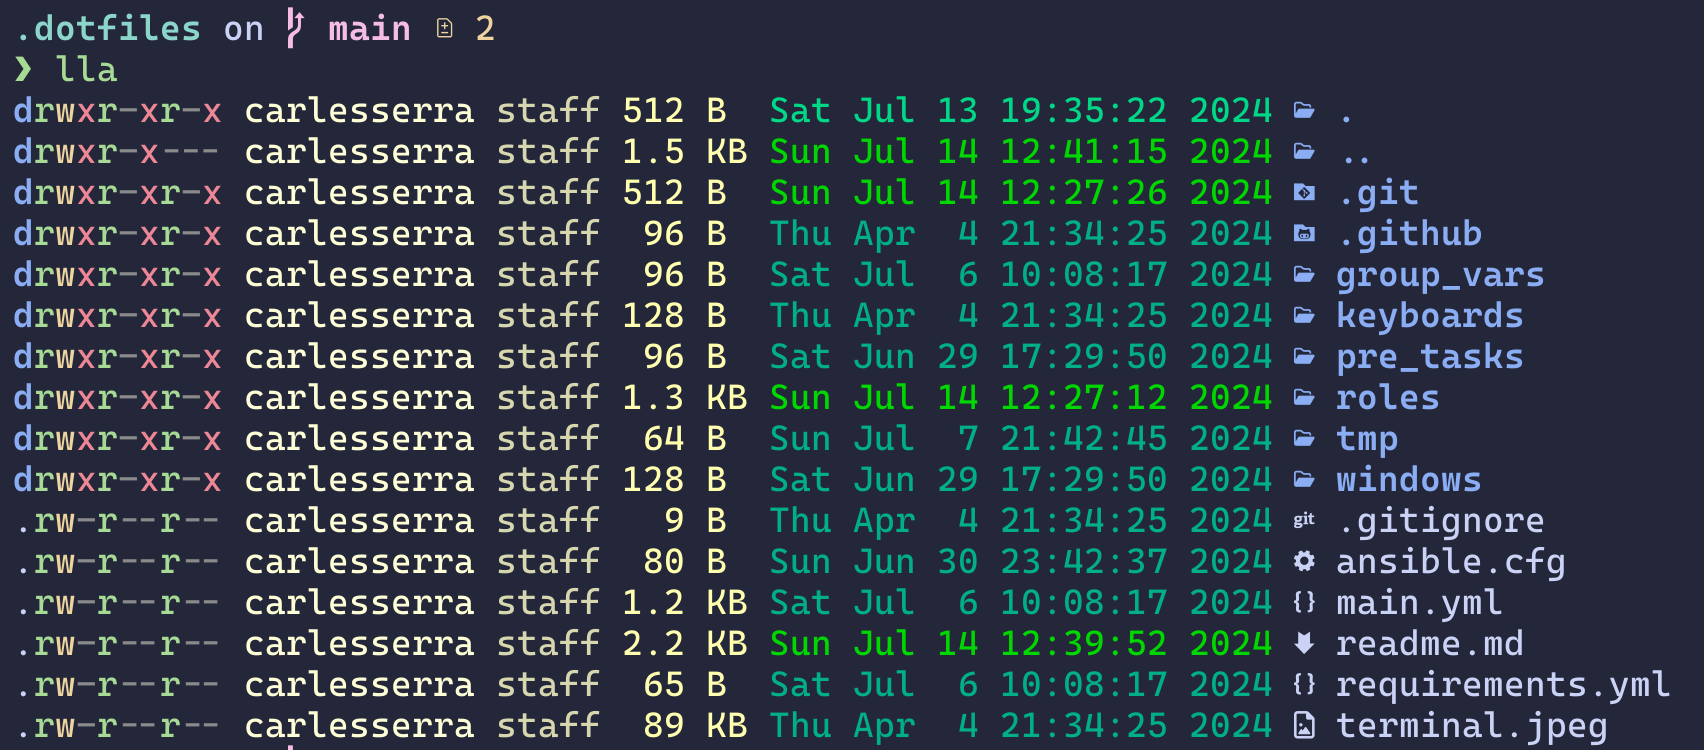 .dotfiles on main 2
❯ lla
drwxr-xr-x carlesserra staff 512 B  Sat Jul 13 19:35:22 2024 .
drwxr-x--- carlesserra staff 1.5 KB Sun Jul 14 12:41:15 2024 ..
drwxr-xr-x carlesserra staff 512 B  Sun Jul 14 12:27:26 2024 .git
drwxr-xr-x carlesserra staff  96 B  Thu Apr  4 21:34:25 2024 .github
drwxr-xr-x carlesserra staff  96 B  Sat Jul  6 10:08:17 2024 group_vars
drwxr-xr-x carlesserra staff 128 B  Thu Apr  4 21:34:25 2024 keyboards
drwxr-xr-x carlesserra staff  96 B  Sat Jun 29 17:29:50 2024 pre_tasks
drwxr-xr-x carlesserra staff 1.3 KB Sun Jul 14 12:27:12 2024 roles
drwxr-xr-x carlesserra staff  64 B  Sun Jul  7 21:42:45 2024 tmp
drwxr-xr-x carlesserra staff 128 B  Sat Jun 29 17:29:50 2024 windows
.rw-r--r-- carlesserra staff   9 B  Thu Apr  4 21:34:25 2024 git .gitignore
.rw-r--r-- carlesserra staff  80 B  Sun Jun 30 23:42:37 2024 ansible.cfg
.rw-r--r-- carlesserra staff 1.2 KB Sat Jul  6 10:08:17 2024 {} main.yml
.rw-r--r-- carlesserra staff 2.2 KB Sun Jul 14 12:39:52 2024 readme.md
.rw-r--r-- carlesserra staff  65 B  Sat Jul  6 10:08:17 2024 {} requirements.yml
.rw-r--r-- carlesserra staff  89 KB Thu Apr  4 21:34:25 2024 terminal.jpeg